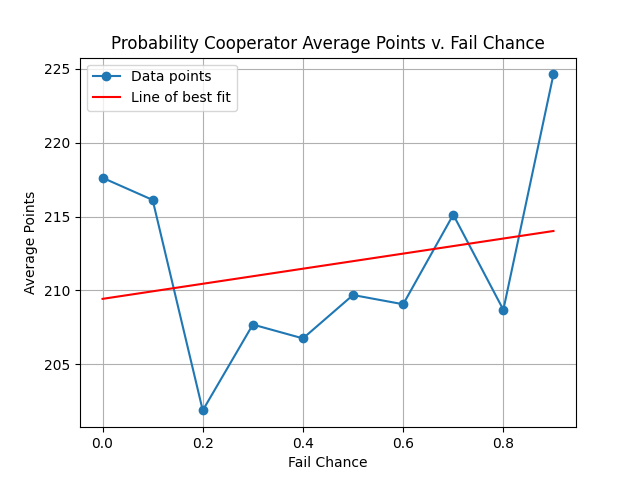 Probability Cooperator Average Points v. Fail Chance
Data points
Line of best fit
225
220
215
210
205
Average Points
0.0 0.2 0.4 0.6 0.8
Fail Chance